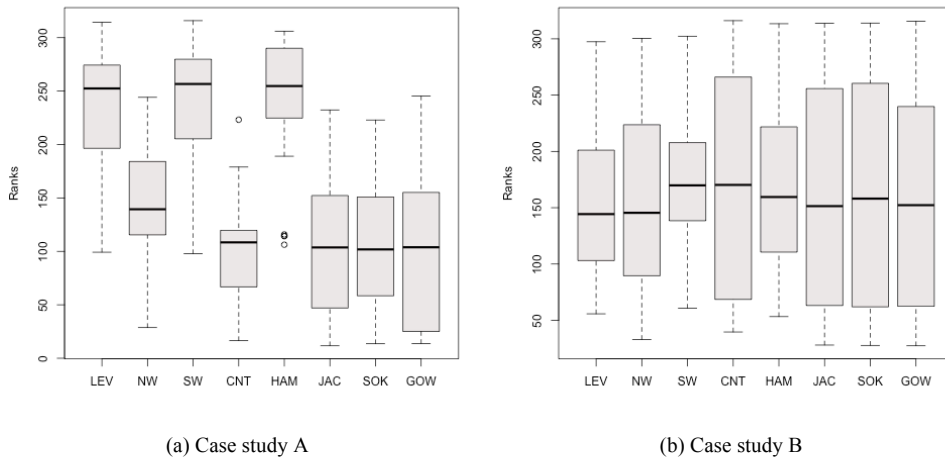 Ranks
300
250
200
150
100
50
0
LEV NW SW CNT HAM JAC SOK GOW
(a) Case study A
Ranks
300
250
200
150
100
50
LEV NW SW CNT HAM JAC SOK GOW
(b) Case study B